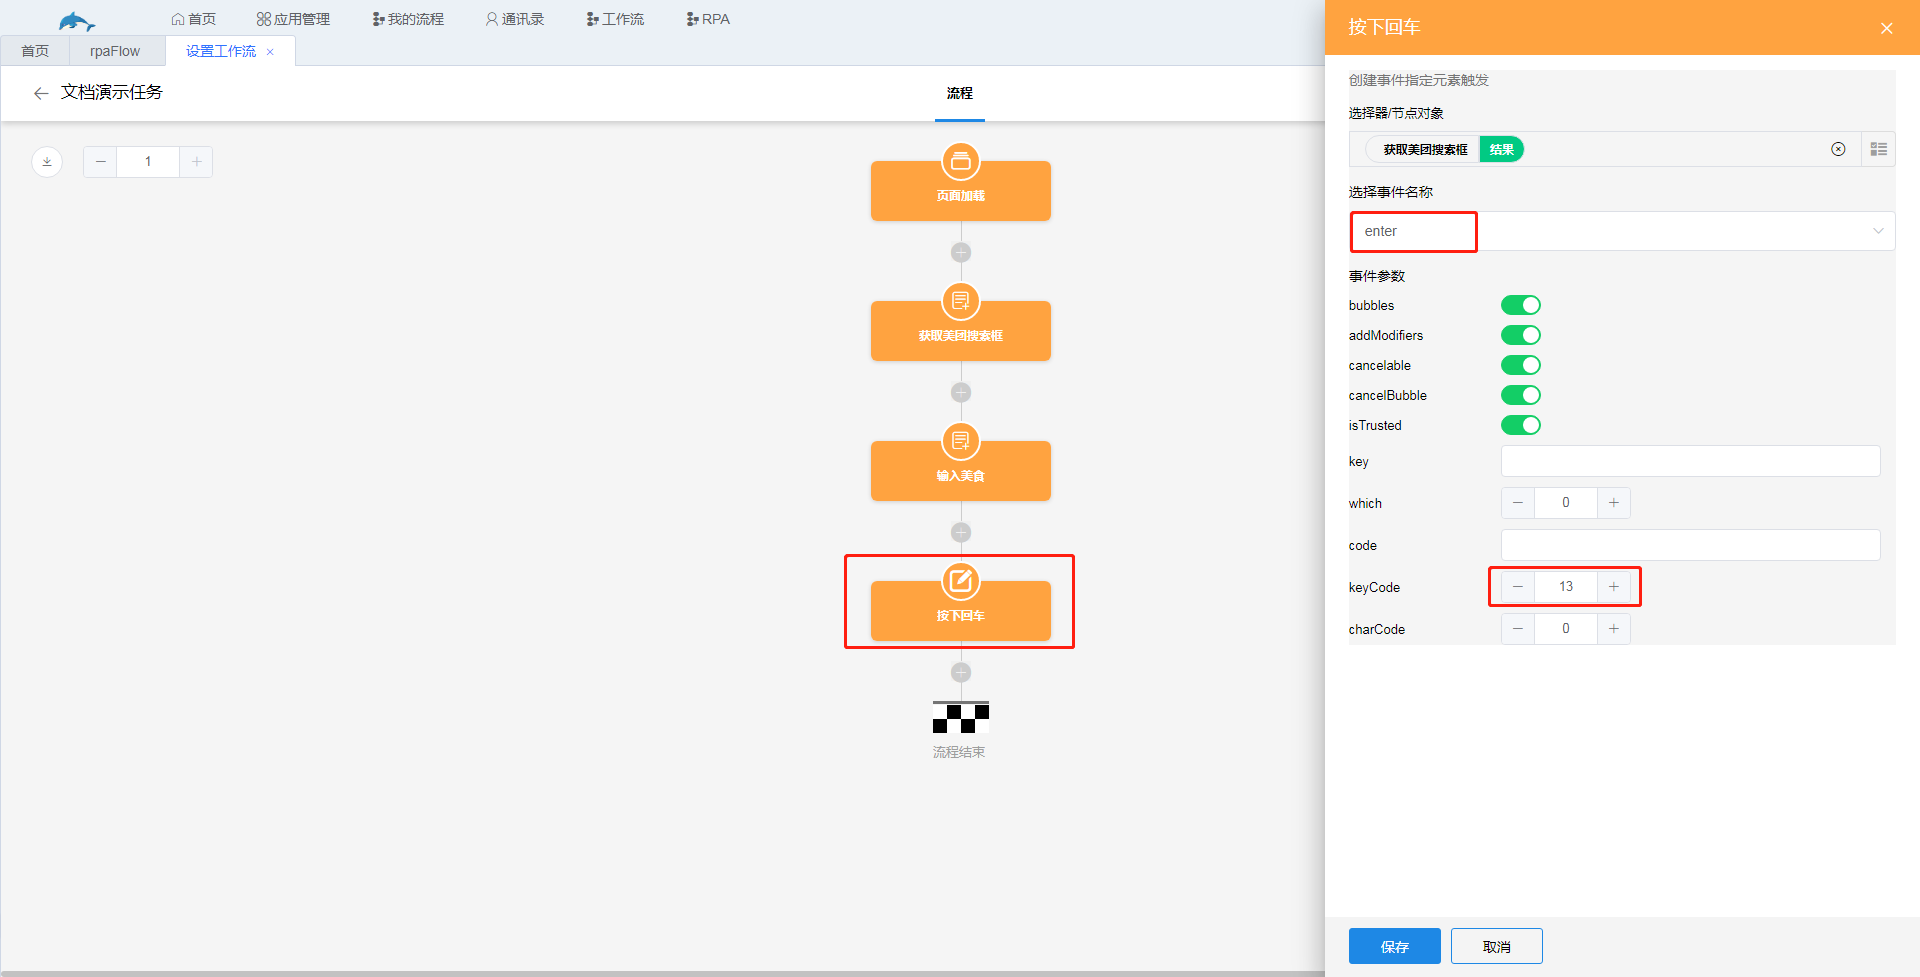 首页 应用管理 我的流程 通讯录 工作流 RPA
首页 rpaFlow 设置工作流
文档演示任务 流程
1
页面加载
获取美团搜索框
输入美食
按下回车
流程结束
按下回车
创建事件指定元素触发
选择器/节点对象
获取美团搜索框 结果
选择事件名称
enter
事件参数
bubbles
addModifiers
cancelable
cancelBubble
isTrusted
key
which 0
code
keyCode 13
charCode 0
保存 取消